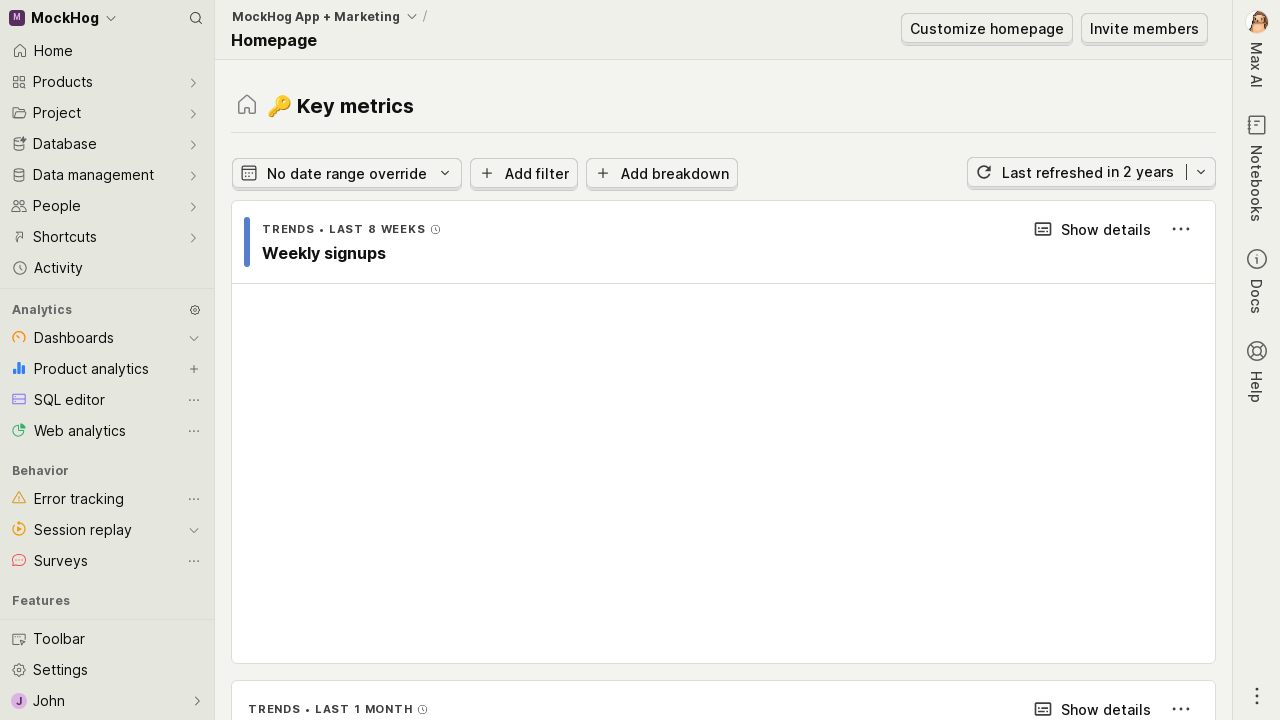 M MockHog
Home
Products
Project
Database
Data management
People
Shortcuts
Activity
Analytics
Dashboards
Product analytics
SQL editor
Web analytics
Behavior
Error tracking
Session replay
Surveys
Features
Toolbar
Settings
J John
MockHog App + Marketing /
Homepage
Customize homepage
Invite members
🔑 Key metrics
No date range override
Add filter
Add breakdown
Last refreshed in 2 years
TRENDS • LAST 8 WEEKS
Weekly signups
Show details
TRENDS • LAST 1 MONTH
Show details
Max AI
Notebooks
Docs
Help